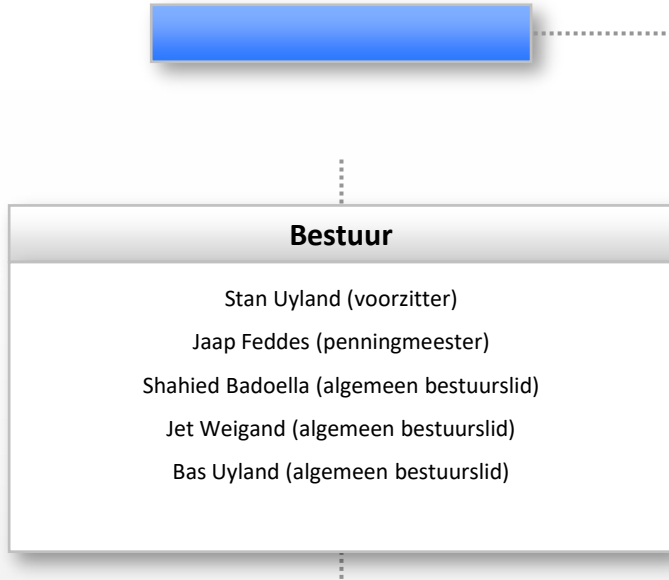 Bestuur
Stan Uyland (voorzitter)
Jaap Feddes (penningmeester)
Shahied Badoella (algemeen bestuurslid)
Jet Weigand (algemeen bestuurslid)
Bas Uyland (algemeen bestuurslid)